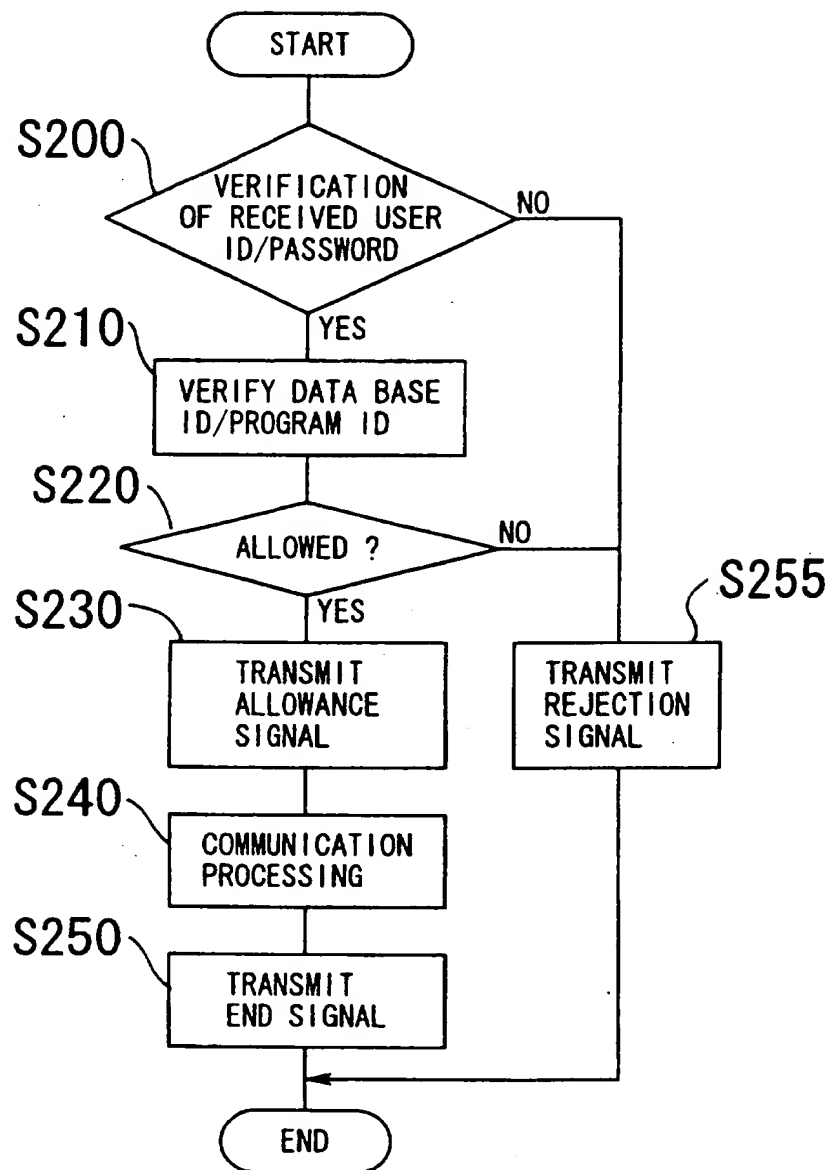 START
S200
VERIFICATION
OF RECEIVED USER
ID/PASSWORD
NO
YES
S210
VERIFY DATA BASE
ID/PROGRAM ID
S220
ALLOWED ?
NO
YES
S230
TRANSMIT
ALLOWANCE
SIGNAL
S255
TRANSMIT
REJECTION
SIGNAL
S240
COMMUNICATION
PROCESSING
S250
TRANSMIT
END SIGNAL
END